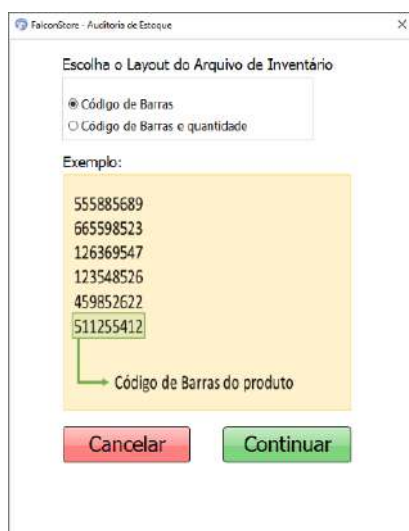 FalconStore - Auditoria de Estoque
Escolha o Layout do Arquivo de Inventário
Código de Barras
Código de Barras e quantidade
Exemplo:
555885689
665598523
126369547
123548526
459852622
511255412
Código de Barras do produto
Cancelar
Continuar